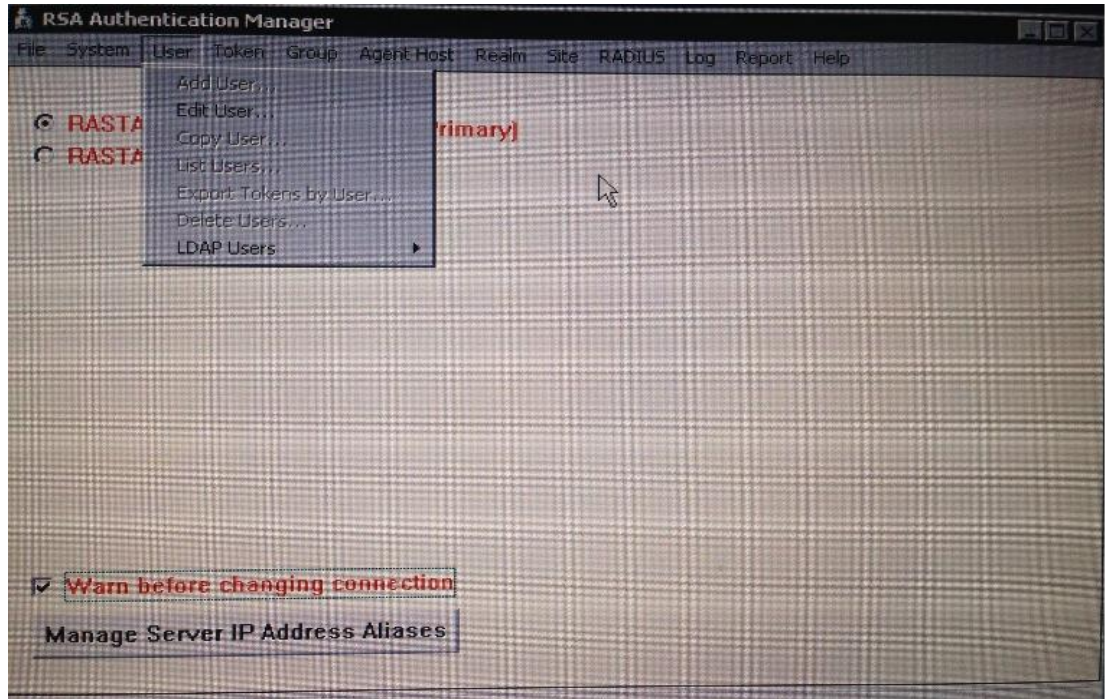 RSA Authentication Manager
File System User Token Group Agent Host Realm Site RADIUS Log Report Help
Add User...
Edit User...
RASTA rimary)
Copy User...
RASTA
List Users...
Export Tokens by User...
Delete Users...
LDAP Users
Warn before changing connection
Manage Server IP Address Aliases